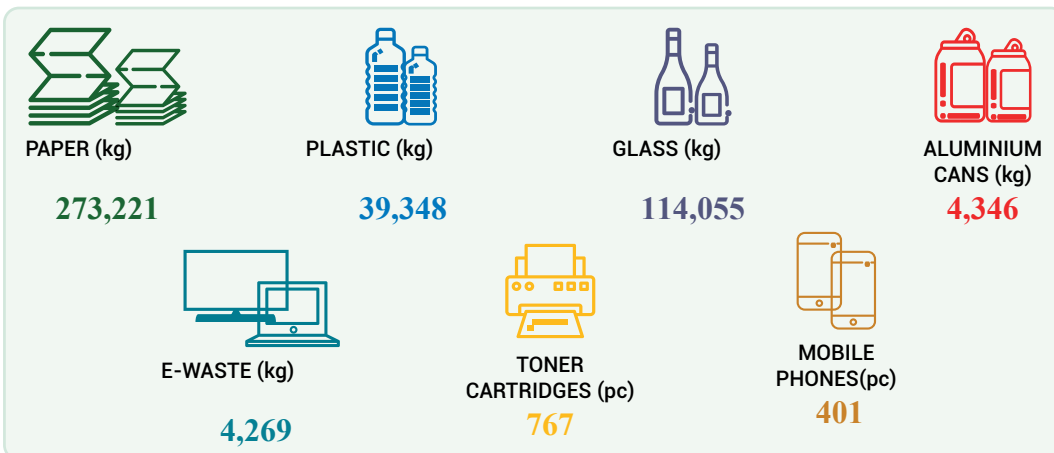 PAPER (kg)
PLASTIC (kg)
GLASS (kg)
ALUMINIUM
CANS (kg)
273,221
39,348
114,055
4,346
E-WASTE (kg)
TONER
CARTRIDGES (pc)
MOBILE
PHONES(pc)
4,269
767
401